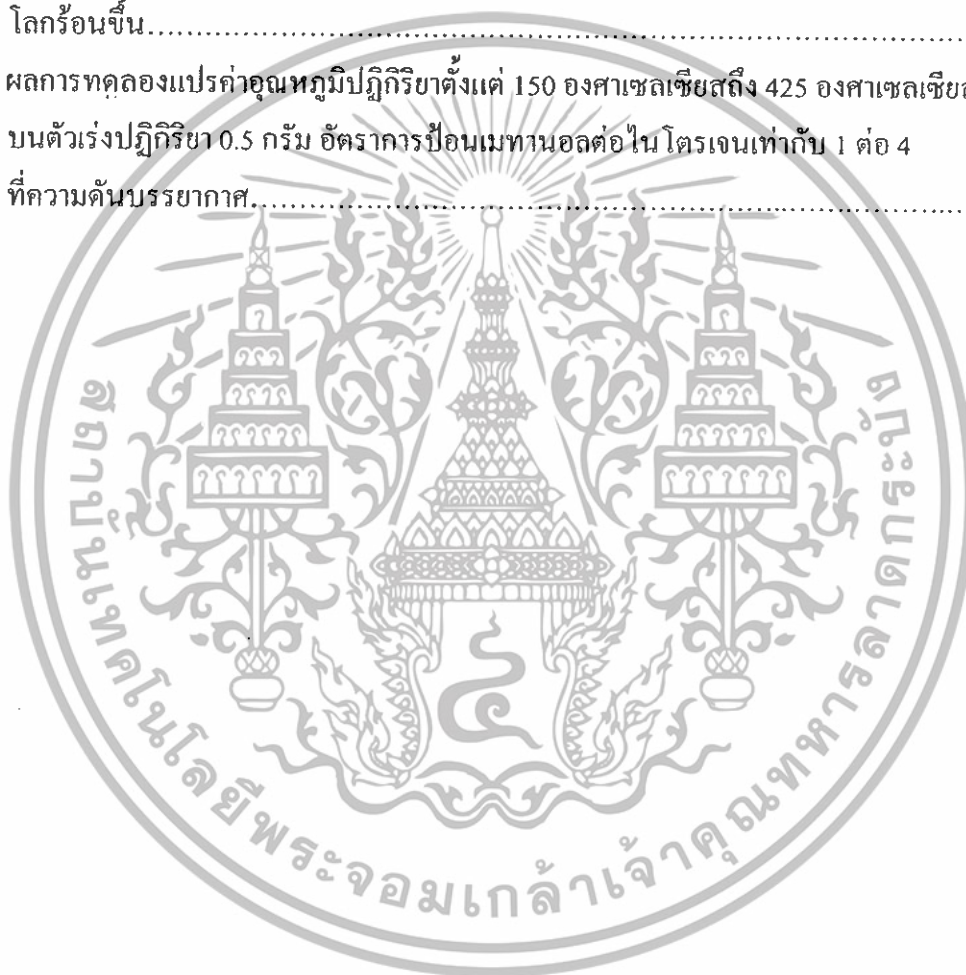 โลกร้อนขึ้น..........................................................................................
ผลการทดลองแปรค่าอุณหภูมิปฏิกิริยาตั้งแต่ 150 องศาเซลเซียสถึง 425 องศาเซลเซียส
บนตัวเร่งปฏิกิริยา 0.5 กรัม อัตราการป้อนเมทานอลต่อไนโตรเจนเท่ากับ 1 ต่อ 4
ที่ความดันบรรยากาศ................................................................................
สถาบันเทคโนโลยีพระจอมเกล้าเจ้าคุณทหารลาดกระบัง
๔